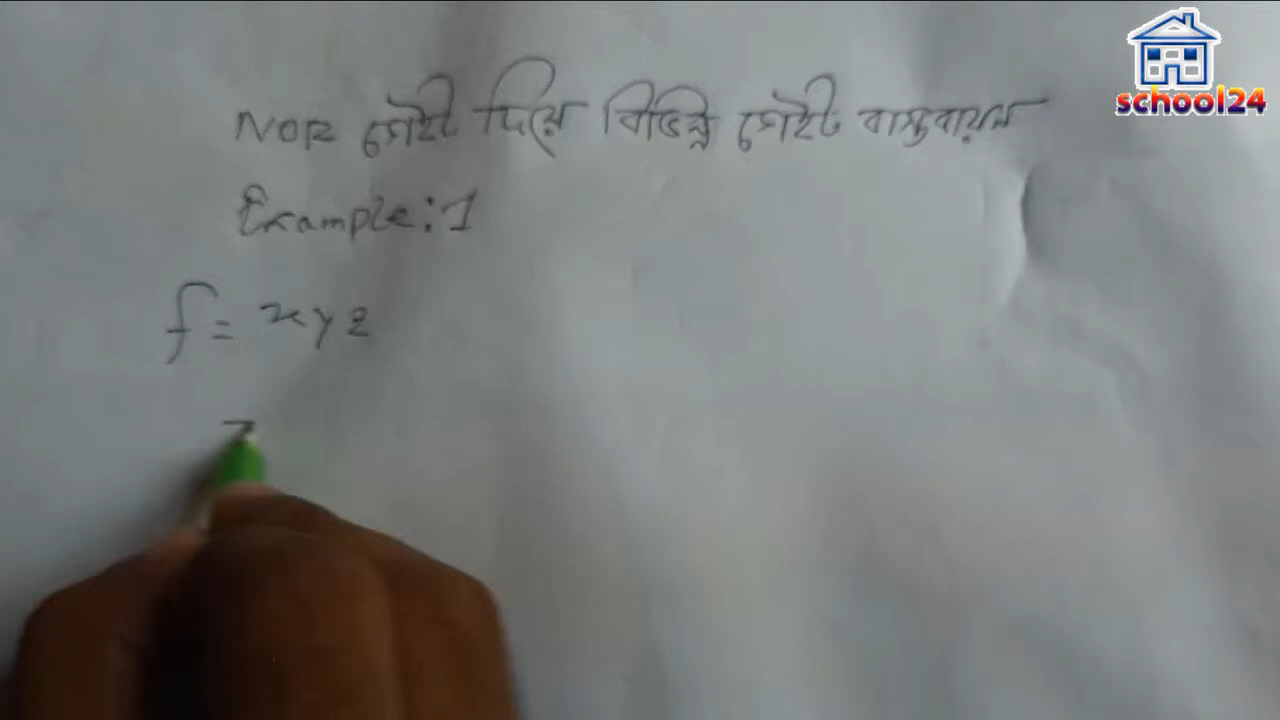 school24
NOR গেইট দিয়ে বিভিন্ন গেইট বাস্তবায়ন
Example:1
f = xyz